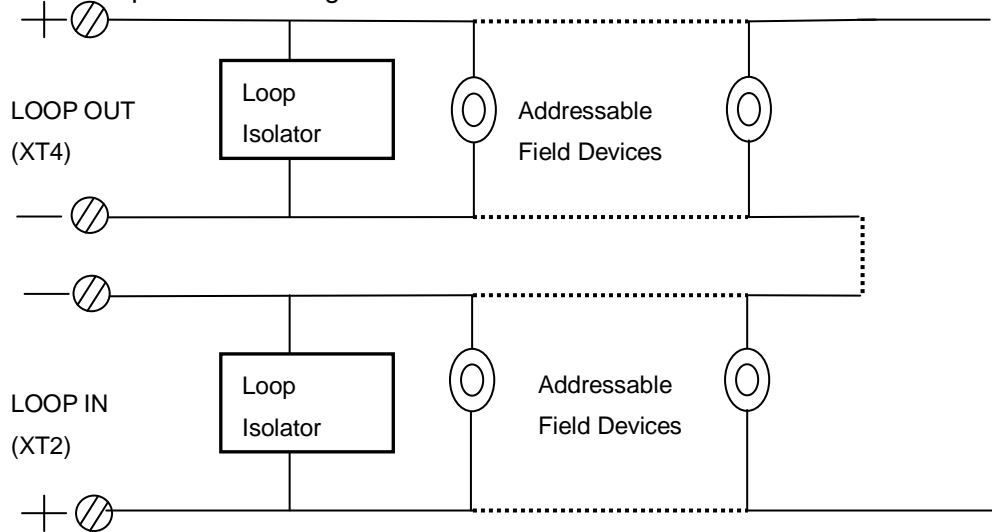 Loop
Isolator
LOOP OUT
(XT4)
Addressable
Field Devices
Loop
Isolator
LOOP IN
(XT2)
Addressable
Field Devices